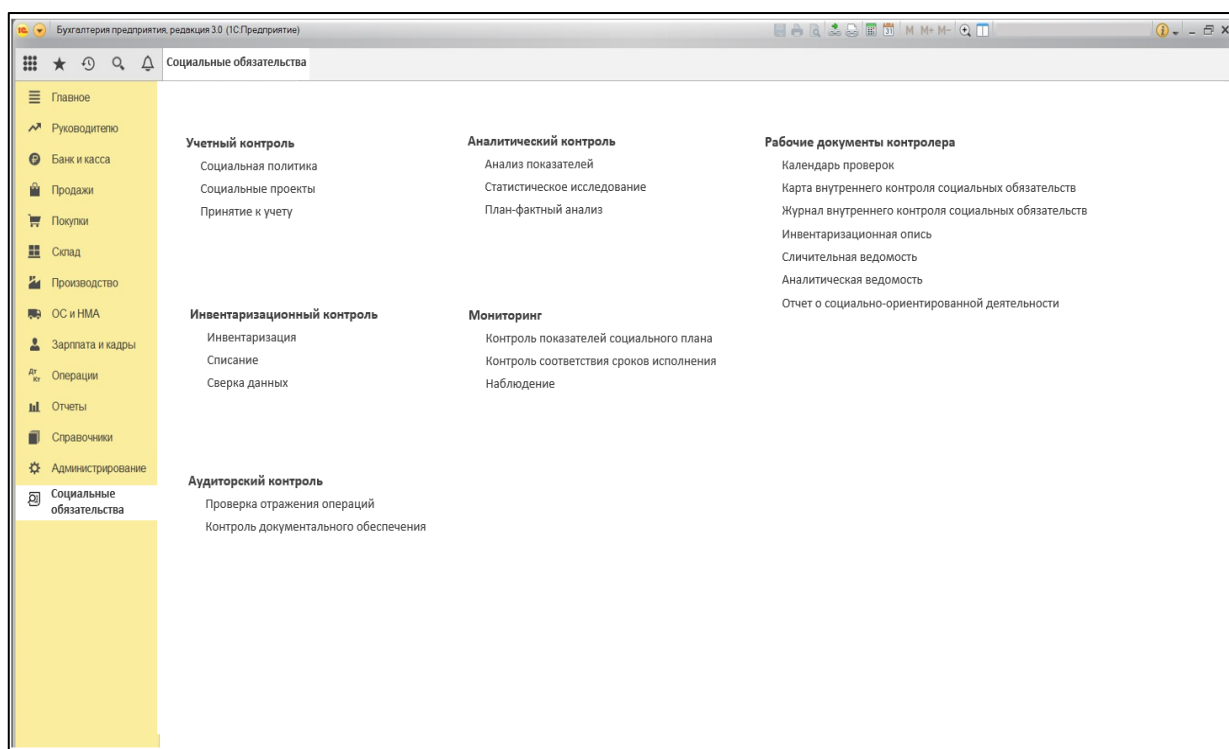 1С Бухгалтерия предприятия, редакция 3.0 (1С:Предприятие)
31 M M+ M-
Социальные обязательства
Главное
Руководителю
Банк и касса
Продажи
Покупки
Склад
Производство
ОС и НМА
Зарплата и кадры
Дт Кт Операции
Отчеты
Справочники
Администрирование
Социальные
обязательства
Учетный контроль
Социальная политика
Социальные проекты
Принятие к учету
Аналитический контроль
Анализ показателей
Статистическое исследование
План-фактный анализ
Рабочие документы контролера
Календарь проверок
Карта внутреннего контроля социальных обязательств
Журнал внутреннего контроля социальных обязательств
Инвентаризационная опись
Сличительная ведомость
Аналитическая ведомость
Отчет о социально-ориентированной деятельности
Инвентаризационный контроль
Инвентаризация
Списание
Сверка данных
Мониторинг
Контроль показателей социального плана
Контроль соответствия сроков исполнения
Наблюдение
Аудиторский контроль
Проверка отражения операций
Контроль документального обеспечения